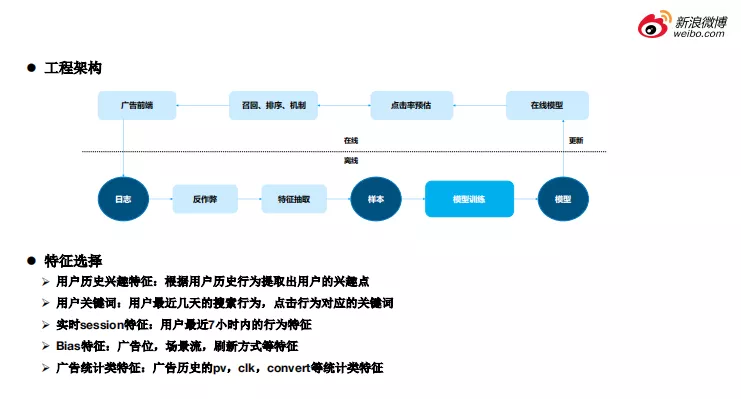 新浪微博
weibo.com
工程架构
广告前端
召回、排序、机制
点击率预估
在线模型
在线
更新
离线
日志
反作弊
特征抽取
样本
模型训练
模型
特征选择
用户历史兴趣特征：根据用户历史行为提取出用户的兴趣点
用户关键词：用户最近几天的搜索行为，点击行为对应的关键词
实时session特征：用户最近7小时内的行为特征
Bias特征：广告位，场景流，刷新方式等特征
广告统计类特征：广告历史的pv，clk，convert等统计类特征